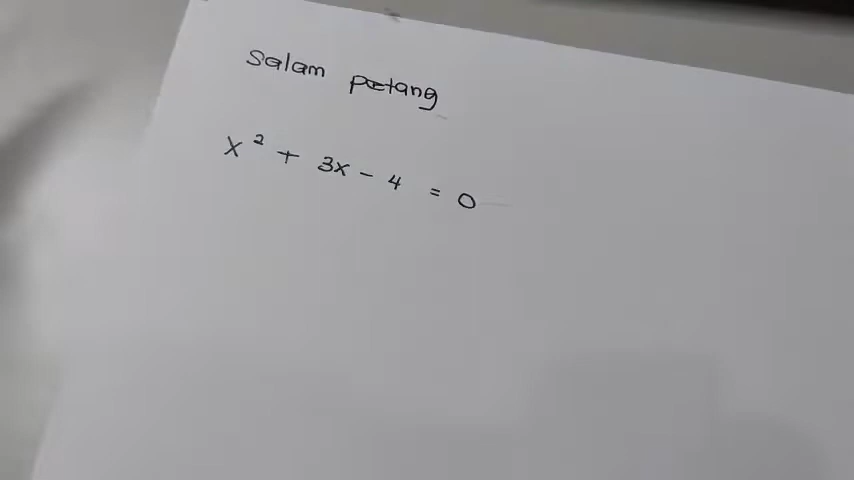 Salam petang
x² + 3x - 4 = 0